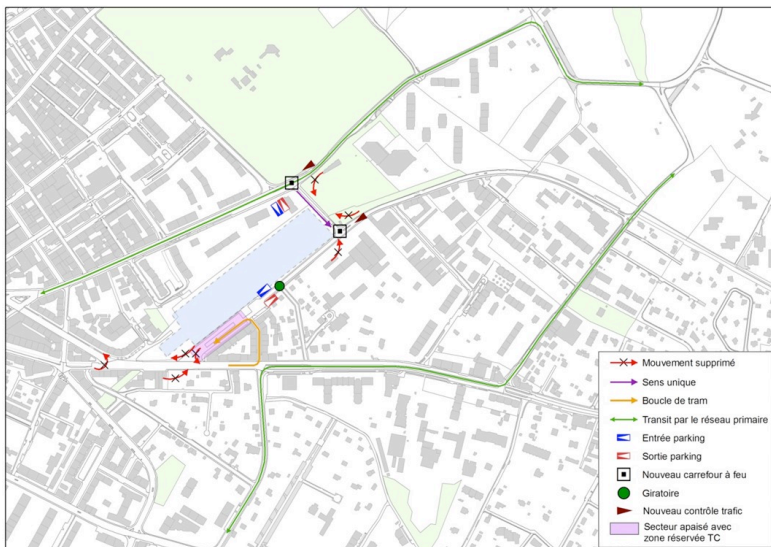 Mouvement supprimé
Sens unique
Boucle de tram
Transit par le réseau primaire
Entrée parking
Sortie parking
Nouveau carrefour à feu
Giratoire
Nouveau contrôle trafic
Secteur apaisé avec
zone réservée TC